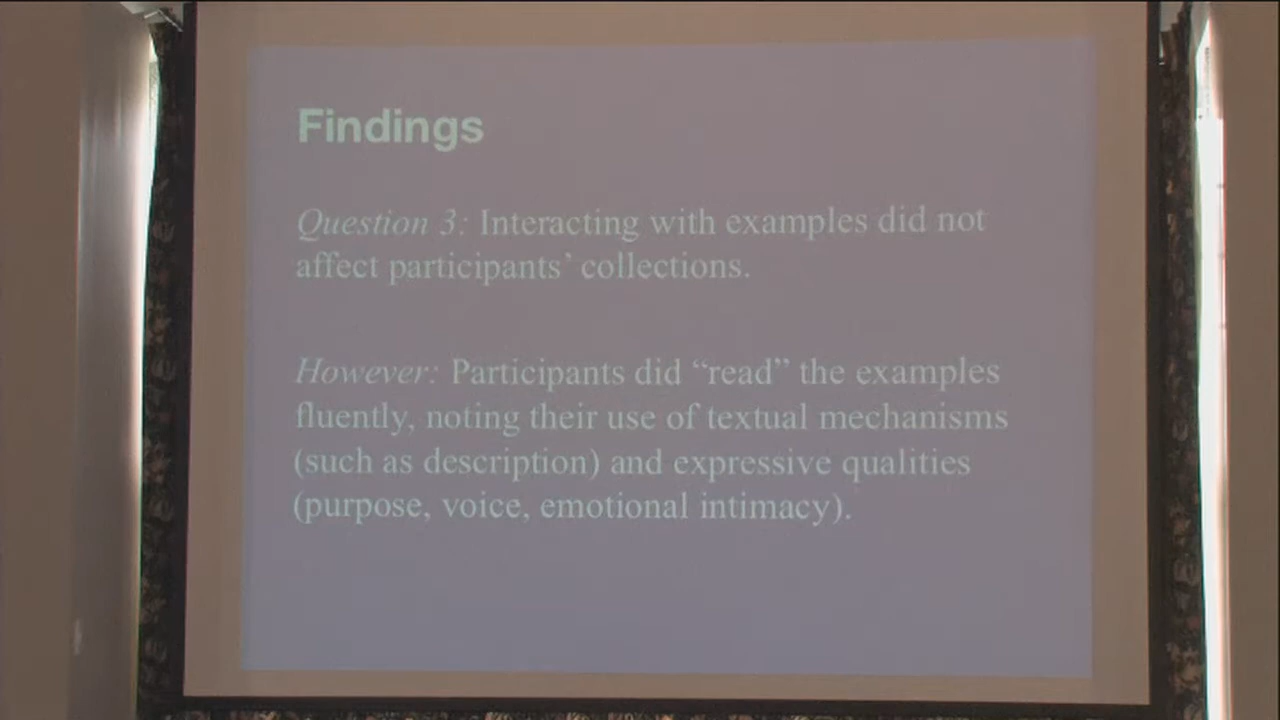 Findings
Question 3: Interacting with examples did not
affect participants’ collections.
However: Participants did “read” the examples
fluently, noting their use of textual mechanisms
(such as description) and expressive qualities
(purpose, voice, emotional intimacy).